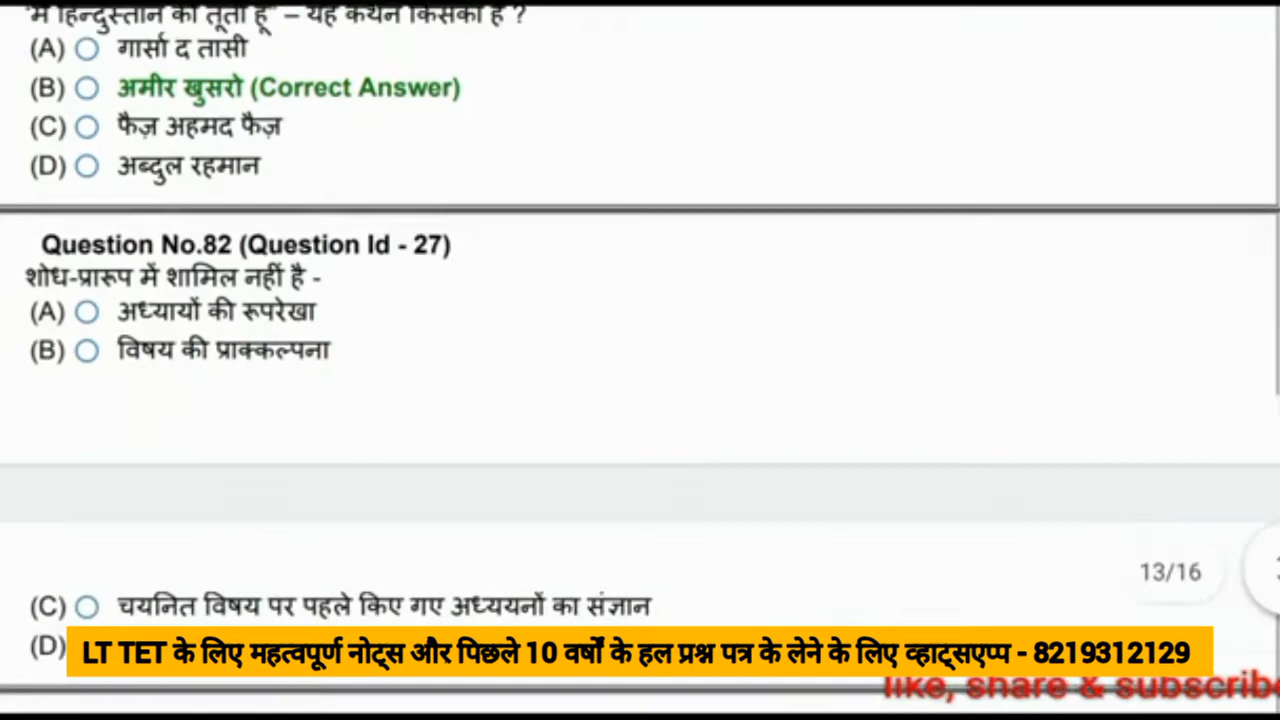 "मैं हिन्दुस्तान की तूती हूँ" – यह कथन किसका है ?
(A) गार्सा द तासी
(B) अमीर खुसरो (Correct Answer)
(C) फैज़ अहमद फैज़
(D) अब्दुल रहमान
Question No.82 (Question Id - 27)
शोध-प्रारूप में शामिल नहीं है -
(A) अध्यायों की रूपरेखा
(B) विषय की प्राक्कल्पना
13/16
(C) चयनित विषय पर पहले किए गए अध्ययनों का संज्ञान
(D)
LT TET के लिए महत्वपूर्ण नोट्स और पिछले 10 वर्षों के हल प्रश्न पत्र के लेने के लिए व्हाट्सएप्प - 8219312129
like, share & subscrib